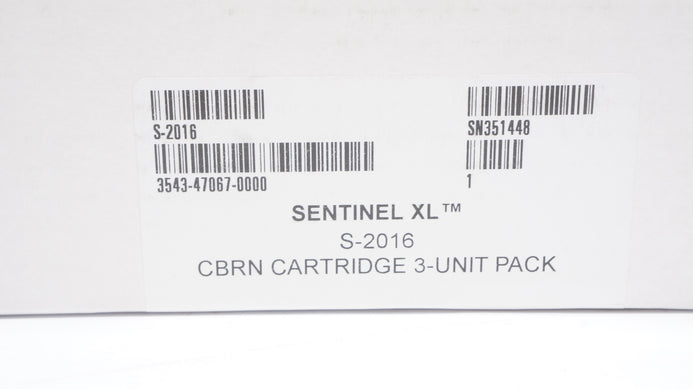 S-2016
SN351448
3543-47067-0000
1
SENTINEL XL™
S-2016
CBRN CARTRIDGE 3-UNIT PACK